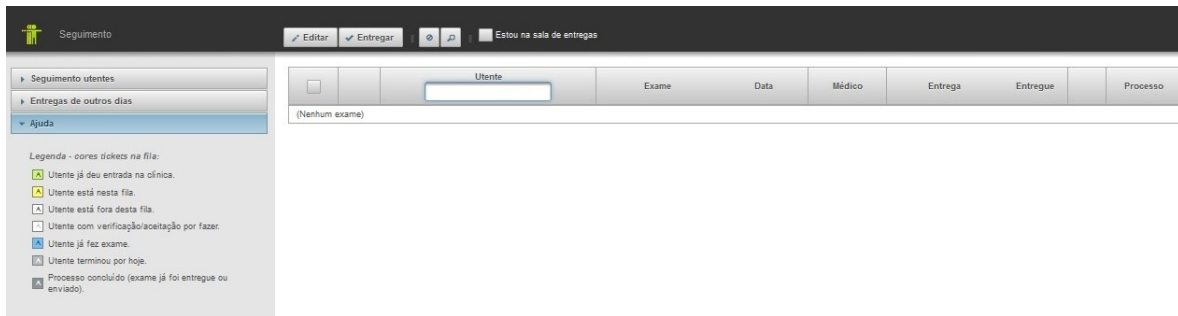 Seguimento
Editar
Entregar
Estou na sala de entregas
Seguimento utentes
Entregas de outros dias
Ajuda
Legenda - cores tickets na fila:
A Utente já deu entrada na clínica.
A Utente está nesta fila.
A Utente está fora desta fila.
A Utente com verificação/aceitação por fazer.
A Utente já fez exame.
A Utente terminou por hoje.
A Processo concluído (exame já foi entregue ou
enviado).
Utente
Exame
Data
Médico
Entrega
Entregue
Processo
(Nenhum exame)